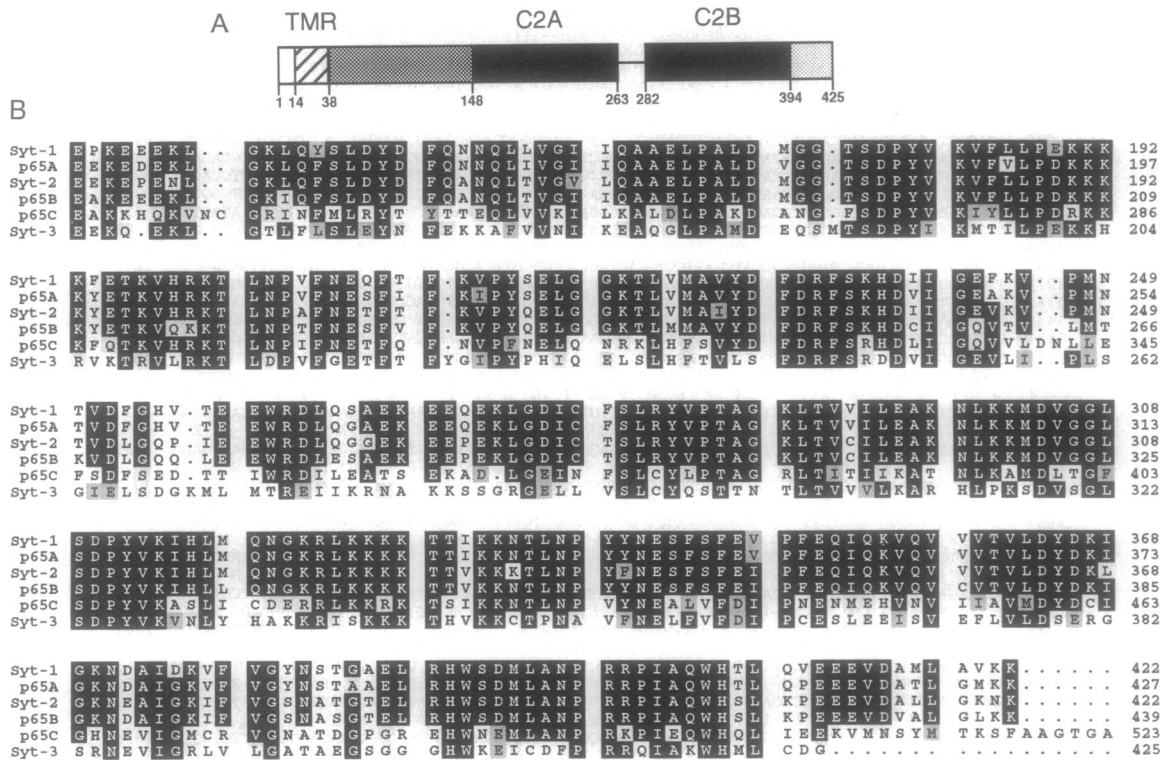 A TMR C2A C2B
1 14 38 148 263 282 394 425
B
Syt-1 EPKEEEKL.. GKLQYSLDYD FQNNQLLVGI IQAAELPALD MGG.TSDPYV KVFLLPEKKK 192
p65A EEKEDEKL.. GKLQFSLDYD FQNNQLIVGI IQAAELPALD VGG.TSDPYV KVFVLPDKKK 197
Syt-2 EEKEPENL.. GKLQFSLDYD FQANQLTVGV LQAAELPALD MGG.TSDPYV KVFLLPDKKK 192
p65B EAKEEEKL.. GKIQFSLDYD FQANQLTVGI IQAAELPALD MGG.TSDPYV KVFLLPDKKK 209
p65C EAKKHQKVNC GRINFMLRYT YTTEQLVVKI LKALDLPAKD ANG.FSDPYV KIYLLPDRKK 286
Syt-3 EEKQ.EKL.. GTLFLSLEYN FEKKAFVVNI KEAQGLPAMD EQSMTSDPYI KMTILPEKKH 204
Syt-1 KFETKVHRKT LNPVFNEQFT F.KVPYSELG GKTLVMAVYD FDRFSKHDII GEFKV..PMN 249
p65A KYETKVHRKT LNPVFNESFI F.KIPYSELG GKTLVMAVYD FDRFSKHDVI GEAKV..PMN 254
Syt-2 KYETKVHRKT LNPAFNETFT F.KVPYQELG GKTLVMAIYD FDRFSKHDII GEVKV..PMN 249
p65B KYETKVQKKT LNPTFNESFV F.KVPYQELG GKTLMMAVYD FDRFSKHDCI GQVTV..LMT 266
p65C KFQTKVHRKT LNPIFNETFQ F.NVPFNELQ NRKLHFSVYD FDRFSRHDLI GQVVLDNLLE 345
Syt-3 RVKTRVLRKT LDPVFGETFT FYGIPYPHIQ ELSLHFTVLS FDRFSRDDVI GEVLI..PLS 262
Syt-1 TVDFGHV.TE EWRDLQSAEK EEQEKLGDIC FSLRYVPTAG KLTVVILEAK NLKKMDVGGL 308
p65A TVDFGHV.TE EWRDLQGAEK EEQEKLGDIC FSLRYVPTAG KLTVVILEAK NLKKMDVGGL 313
Syt-2 TVDLGQP.IE EWRDLQGGEK EEPEKLGDIC TSLRYVPTAG KLTVCILEAK NLKKMDVGGL 308
p65B KVDLGQQ.LE EWRDLESAEK EEPEKLGDIC TSLRYVPTAG KLTVCILEAK NLKKMDVGGL 325
p65C FSDFSED.TT IWRDILEATS EKAD.LGEIN FSLCYLPTAG RLTITIIKAT NLKAMDLTGF 403
Syt-3 GIELSDGKML MTREIIKRNA KKSSGRGELL VSLCYQSTTN TLTVVVLKAR HLPKSDVSGL 322
Syt-1 SDPYVKIHLM QNGKRLKKKK TTIKKNTLNP YYNESFSFEV PFEQIQKVQV VVTVLDYDKI 368
p65A SDPYVKIHLM QNGKRLKKKK TTIKKNTLNP YYNESFSFEV PFEQIQKVQV VVTVLDYDKI 373
Syt-2 SDPYVKIHLM QNGKRLKKKK TTVKKKTLNP YFNESFSFEI PFEQIQKVQV VVTVLDYDKL 368
p65B SDPYVKIHLL QNGKRLKKKK TTVKKNTLNP YYNESFSFEI PFEQIQKVQV CVTVLDYDKI 385
p65C SDPYVKASLI CDERRLKKRK TSIKKNTLNP VYNEALVFDI PNENMEHVNV IIAVMDYDCI 463
Syt-3 SDPYVKVNLY HAKKRISKKK THVKKCTPNA VFNELFVFDI PCESLEEISV EFLVLDSERG 382
Syt-1 GKNDAIDKVF VGYNSTGAEL RHWSDMLANP RRPIAQWHTL QVEEEVDAML AVKK...... 422
p65A GKNDAIGKVF VGYNSTAAEL RHWSDMLANP RRPIAQWHTL QPEEEVDATL GMKK...... 427
Syt-2 GKNEAIGKIF VGSNATGTEL RHWSDMLANP RRPIAQWHSL KPEEEVDALL GKNK...... 422
p65B GKNDAIGKIF VGSNASGTEL RHWSDMLANP RRPIAQWHSL KPEEEVDVAL GLKK...... 439
p65C GHNEVIGMCR VGNATDGPGR RHWNEMLANP RKPIEQWHQL IEEKVMNSYM TKSFAAGTGA 523
Syt-3 SRNEVIGRLV LGATAEGSGG GHWKEICDFP RRQIAKWHML CDG....... .......... 425